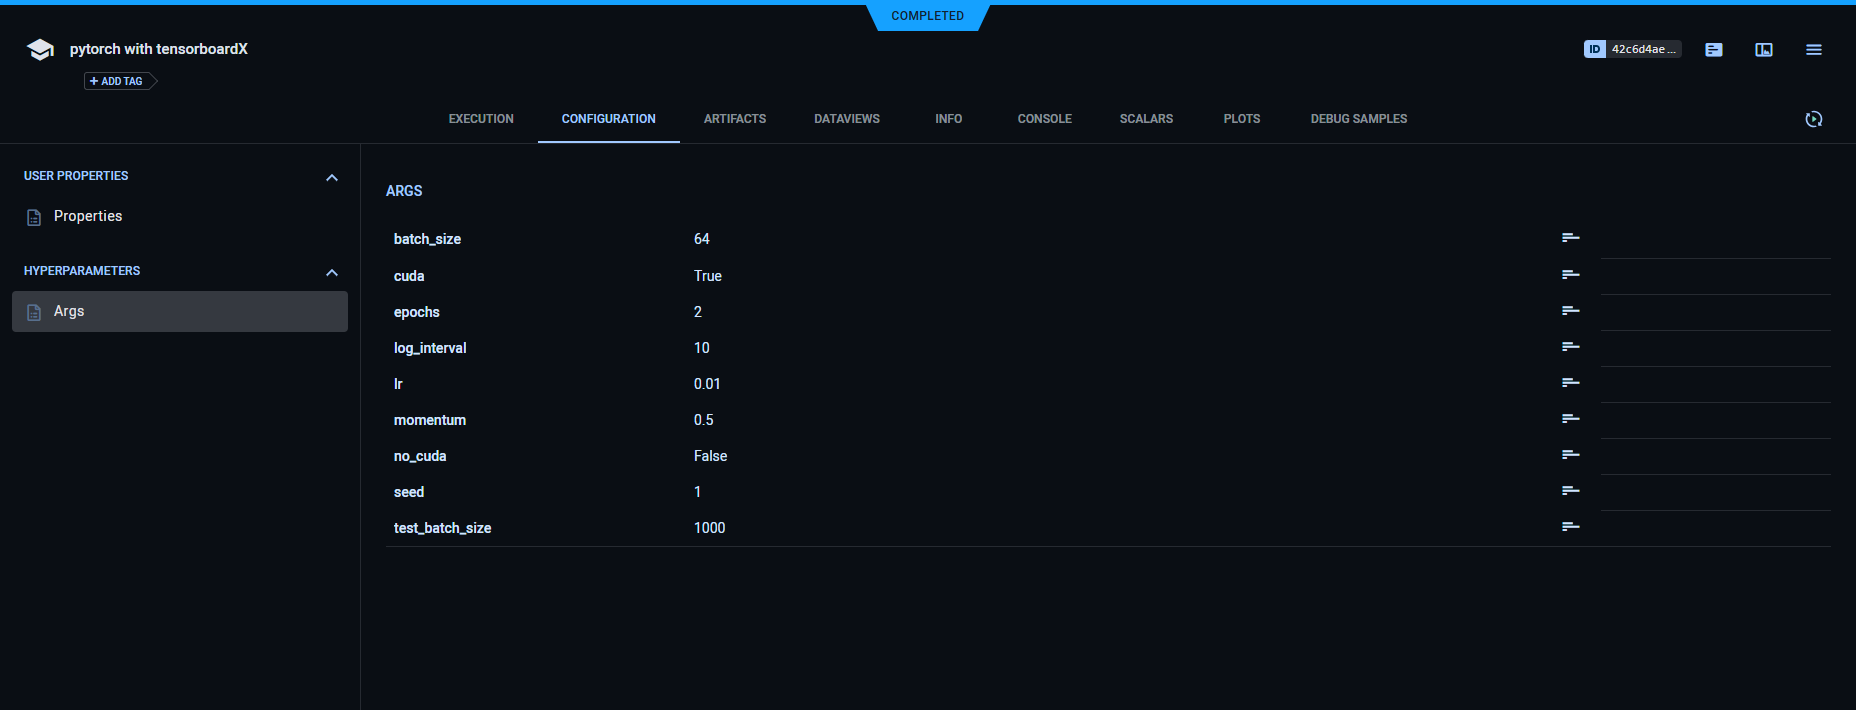 COMPLETED
pytorch with tensorboardX
ID 42c6d4ae ...
+ ADD TAG
EXECUTION CONFIGURATION ARTIFACTS DATAVIEWS INFO CONSOLE SCALARS PLOTS DEBUG SAMPLES
USER PROPERTIES
Properties
HYPERPARAMETERS
Args
ARGS
batch_size 64
cuda True
epochs 2
log_interval 10
lr 0.01
momentum 0.5
no_cuda False
seed 1
test_batch_size 1000